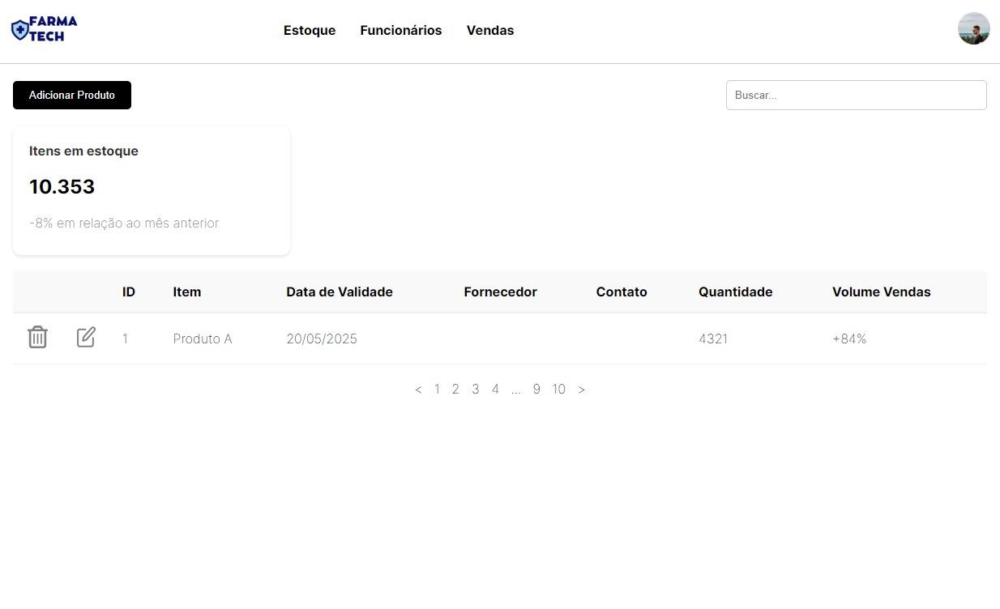 FARMA
TECH
Estoque Funcionários Vendas
Adicionar Produto
Buscar...
Itens em estoque
10.353
-8% em relação ao mês anterior
ID Item Data de Validade Fornecedor Contato Quantidade Volume Vendas
1 Produto A 20/05/2025 4321 +84%
< 1 2 3 4 ... 9 10 >